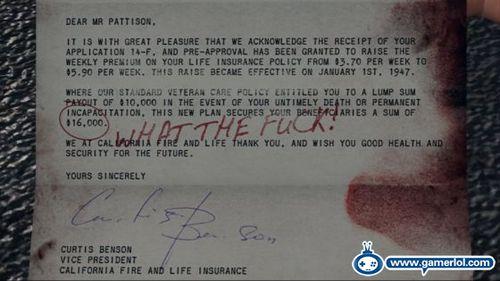 DEAR MR PATTISON,
IT IS WITH GREAT PLEASURE THAT WE ACKNOWLEDGE THE RECEIPT OF YOUR
APPLICATION 14-F, AND PRE-APPROVAL HAS BEEN GRANTED TO RAISE THE
WEEKLY PREMIUM ON YOUR LIFE INSURANCE POLICY FROM $3.70 PER WEEK TO
$5.90 PER WEEK. THIS RAISE BECAME EFFECTIVE ON JANUARY 1ST, 1947.
WHERE OUR STANDARD VETERAN CARE POLICY ENTITLED YOU TO A LUMP SUM
PAYOUT OF $10,000 IN THE EVENT OF YOUR UNTIMELY DEATH OR PERMANENT
INCAPACITATION, THIS NEW PLAN SECURES YOUR BENEFICIARIES A SUM OF
$16,000.
WHAT THE FUCK!
WE AT CALIFORNIA FIRE AND LIFE THANK YOU, AND WISH YOU GOOD HEALTH AND
SECURITY FOR THE FUTURE.
YOURS SINCERELY
Curtis Benson
CURTIS BENSON
VICE PRESIDENT
CALIFORNIA FIRE AND LIFE INSURANCE
www.gamerlol.com